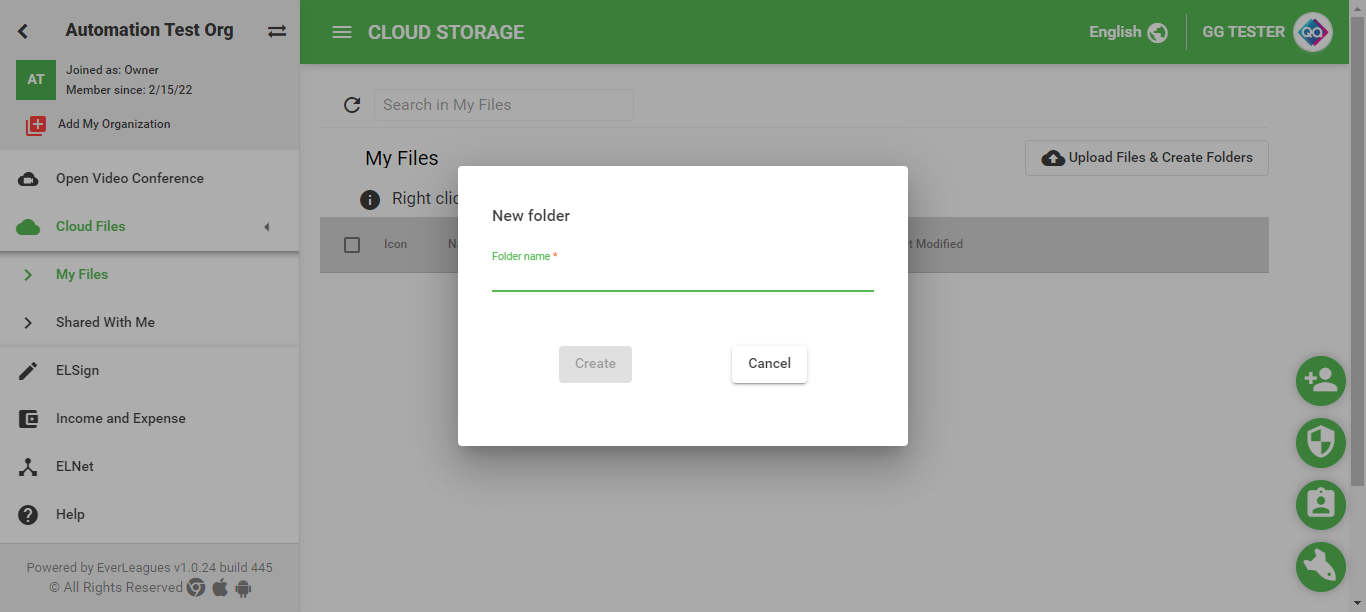 Automation Test Org
AT
Joined as: Owner
Member since: 2/15/22
Add My Organization
Open Video Conference
Cloud Files
My Files
Shared With Me
ELSign
Income and Expense
ELNet
Help
Powered by EverLeagues v1.0.24 build 445
© All Rights Reserved
CLOUD STORAGE
English
GG TESTER
QA
Search in My Files
My Files
Upload Files & Create Folders
Right clic
Icon
Modified
New folder
Folder name *
Create
Cancel